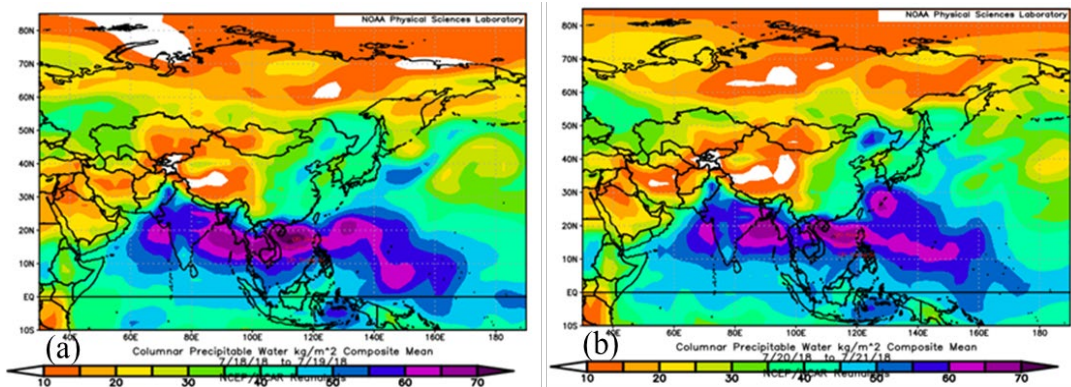 NOAA Physical Sciences Laboratory
80N
70N
60N
50N
40N
30N
20N
10N
EQ
10S
40E
60E
80E
100E
120E
140E
160E
180
(a)
Columnar Precipitable Water kg/m^2 Composite Mean
7/18/18 to 7/19/18
NCEP/NCAR Reanalysis
10 20 30 40 50 60 70
NOAA Physical Sciences Laboratory
80N
70N
60N
50N
40N
30N
20N
10N
EQ
10S
40E
60E
80E
100E
120E
140E
160E
180
(b)
Columnar Precipitable Water kg/m^2 Composite Mean
7/20/18 to 7/21/18
NCEP/NCAR Reanalysis
10 20 30 40 50 60 70